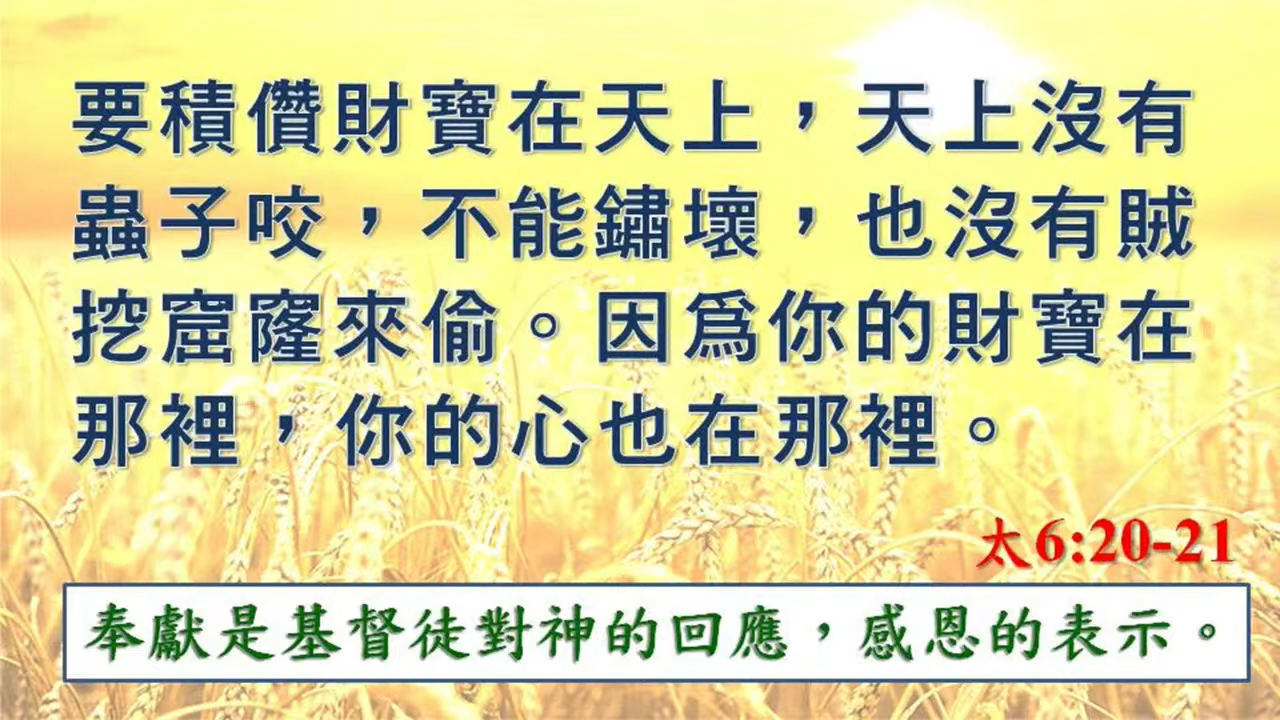 要積儹財寶在天上，天上沒有
蟲子咬，不能鏽壞，也沒有賊
挖窟窿來偷。因爲你的財寶在
那裡，你的心也在那裡。
太6:20-21
奉獻是基督徒對神的回應，感恩的表示。